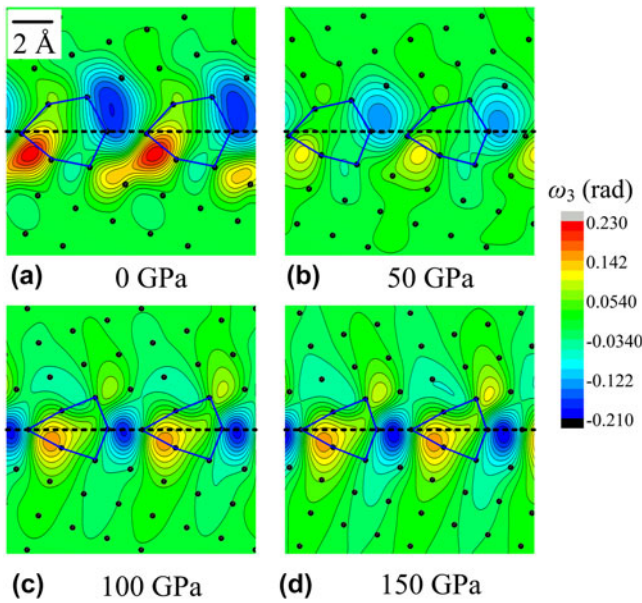 2 Å
(a) 0 GPa
(b) 50 GPa
ω₃ (rad)
0.230
0.142
0.0540
-0.0340
-0.122
-0.210
(c) 100 GPa
(d) 150 GPa